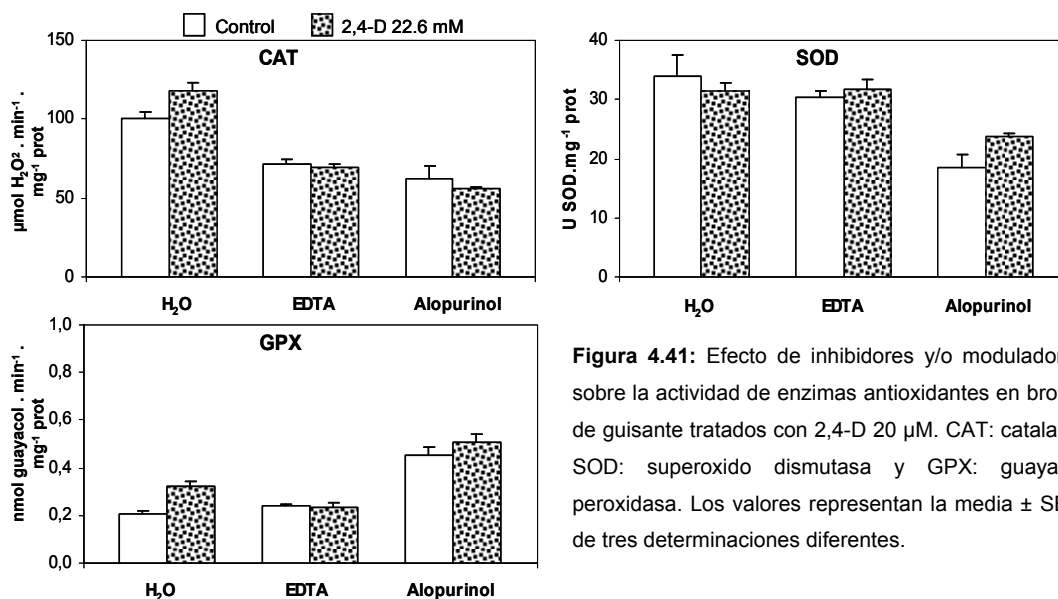 Control 2,4-D 22.6 mM
CAT
µmol H₂O² . min⁻¹ .
mg⁻¹ prot
150
100
50
0
H₂O EDTA Alopurinol
SOD
U SOD.mg⁻¹ prot
40
30
20
10
0
H₂O EDTA Alopurinol
GPX
nmol guayacol . min⁻¹ .
mg⁻¹ prot
1,0
0,8
0,6
0,4
0,2
0,0
H₂O EDTA Alopurinol
Figura 4.41: Efecto de inhibidores y/o modulador
sobre la actividad de enzimas antioxidantes en bro
de guisante tratados con 2,4-D 20 µM. CAT: catala
SOD: superoxido dismutasa y GPX: guaya
peroxidasa. Los valores representan la media ± SE
de tres determinaciones diferentes.